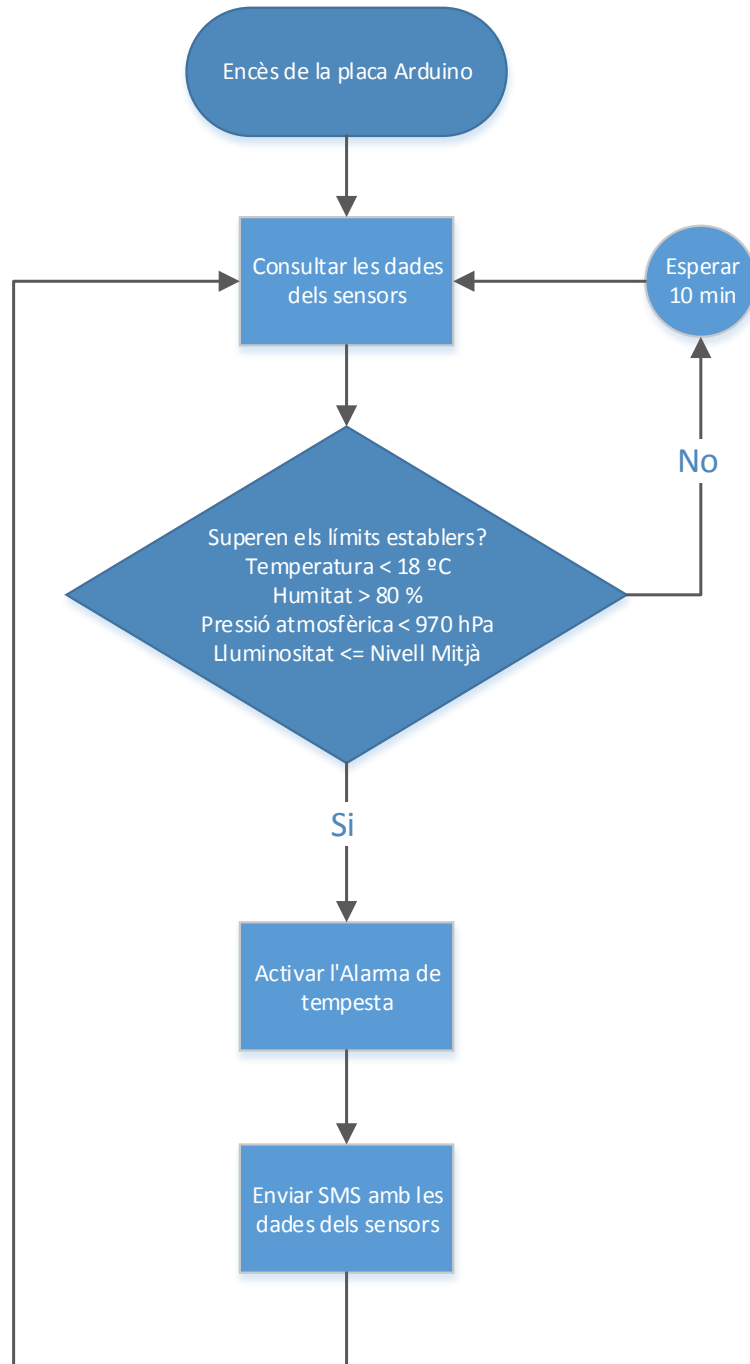 Encès de la placa Arduino
Consultar les dades
dels sensors
Esperar
10 min
No
Superen els límits establers?
Temperatura < 18 ºC
Humitat > 80 %
Pressió atmosfèrica < 970 hPa
Lluminositat <= Nivell Mitjà
Si
Activar l'Alarma de
tempesta
Enviar SMS amb les
dades dels sensors